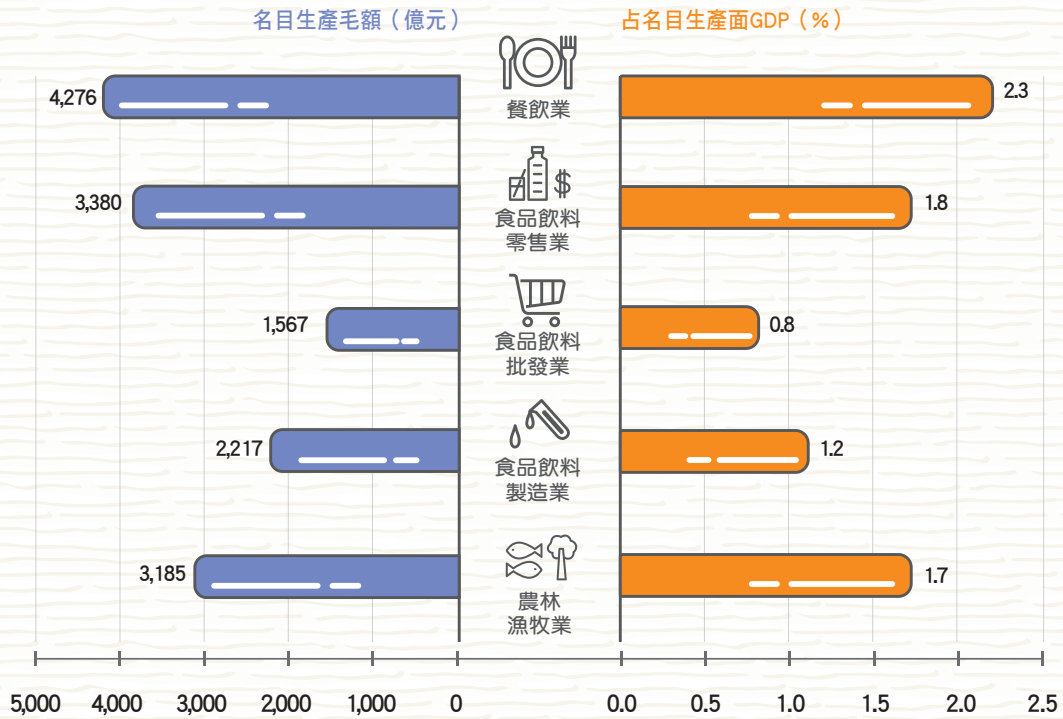 名目生產毛額（億元）
占名目生產面GDP（%）
4,276
餐飲業
2.3
3,380
食品飲料
零售業
1.8
1,567
食品飲料
批發業
0.8
2,217
食品飲料
製造業
1.2
3,185
農林
漁牧業
1.7
5,000 4,000 3,000 2,000 1,000 0
0.0 0.5 1.0 1.5 2.0 2.5